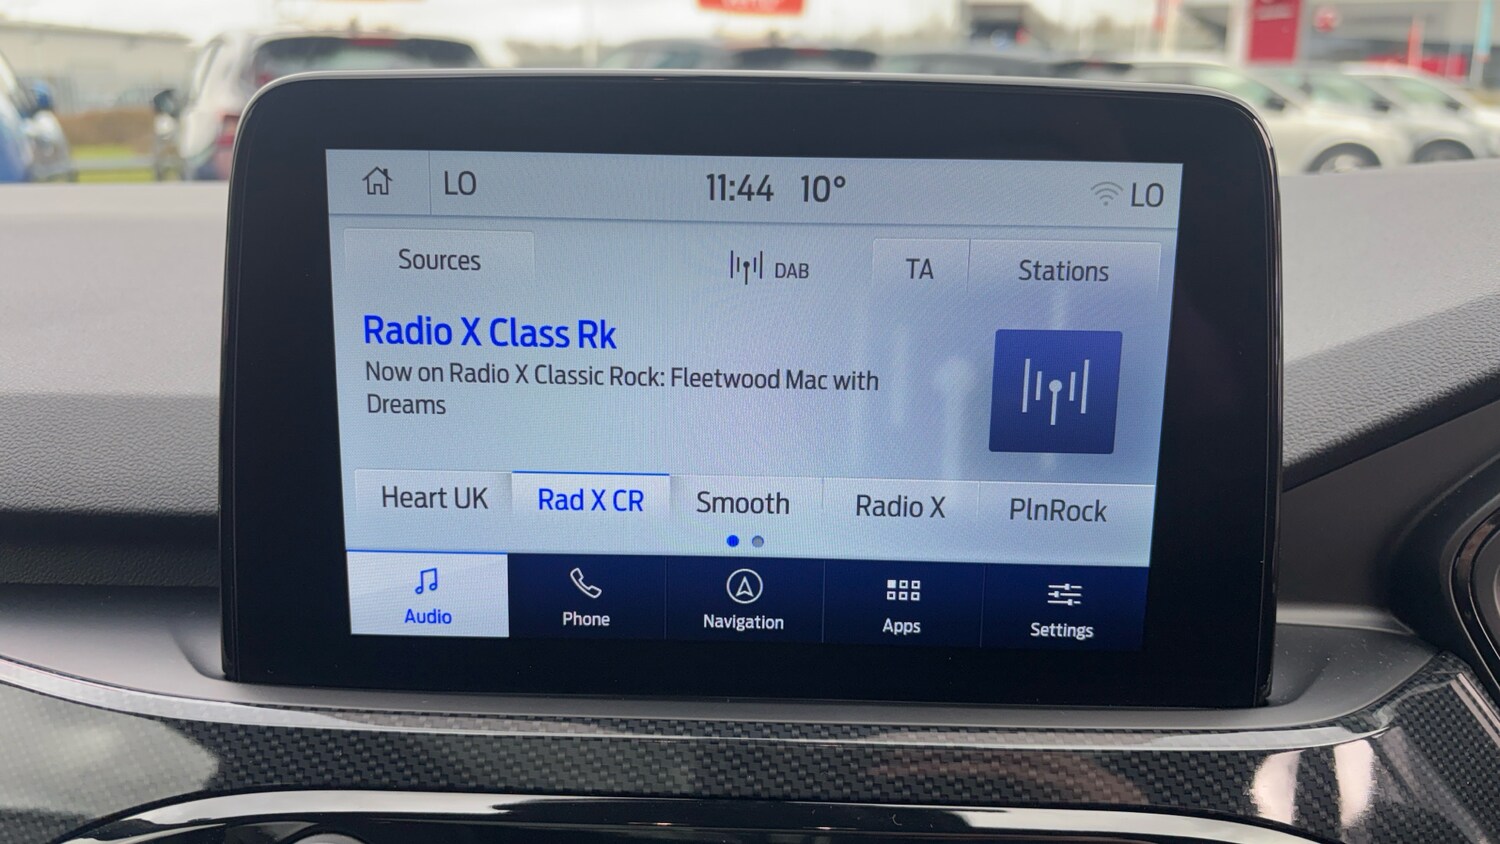 LO
11:44 10°
LO
Sources
DAB
TA
Stations
Radio X Class Rk
Now on Radio X Classic Rock: Fleetwood Mac with
Dreams
Heart UK
Rad X CR
Smooth
Radio X
PlnRock
Audio
Phone
Navigation
Apps
Settings